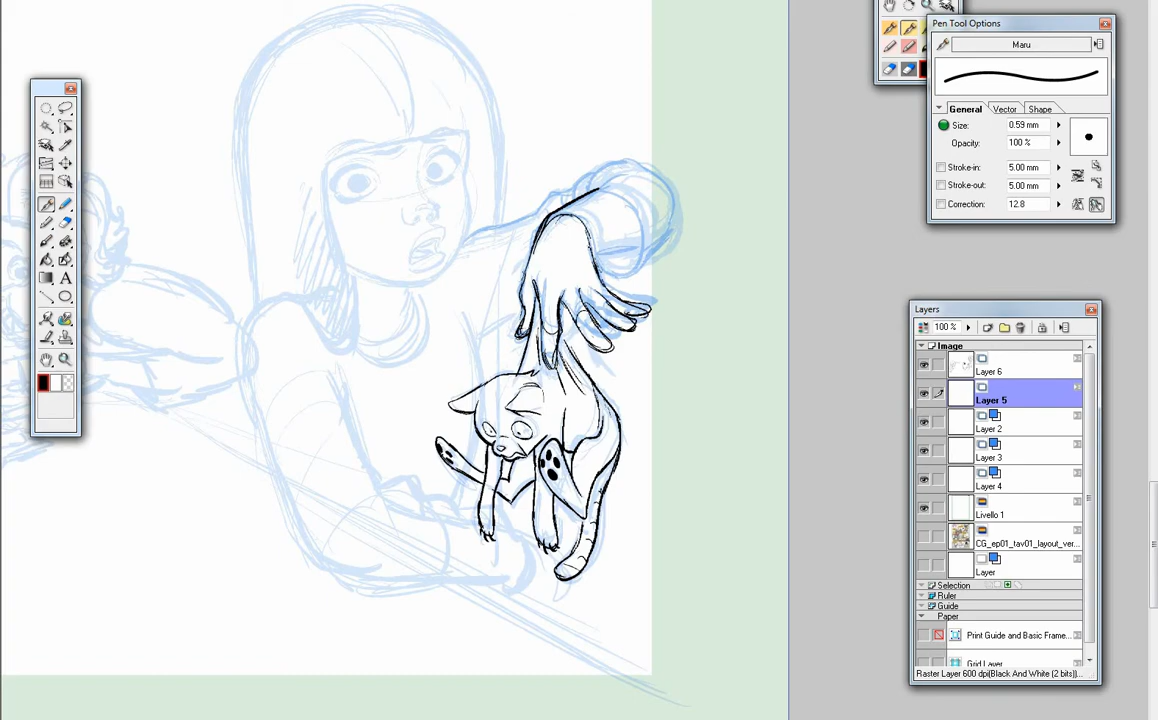 Pen Tool Options
Maru
General
Vector
Shape
Size:
0.59 mm
Opacity:
100 %
Stroke-in:
5.00 mm
Stroke-out:
5.00 mm
Correction:
12.8
A
Layers
100 %
Image
Layer 6
Layer 5
Layer 2
Layer 3
Layer 4
Livello 1
CG_ep01_tav01_layout_ver...
Layer
Selection
Ruler
Guide
Paper
Print Guide and Basic Frame...
Grid Layer
Raster Layer 600 dpi(Black And White (2 bits))...